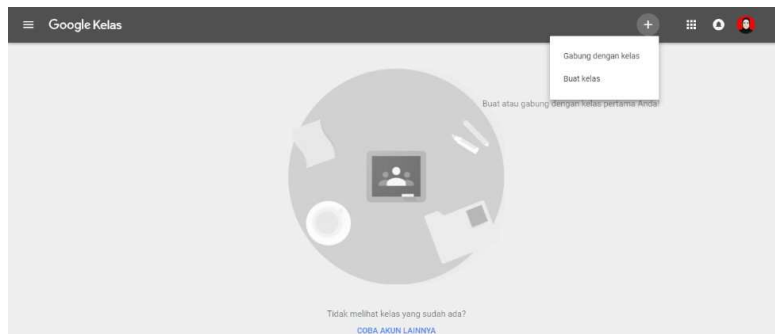 Google Kelas
Gabung dengan kelas
Buat kelas
Buat atau gabung dengan kelas pertama Anda!
Tidak melihat kelas yang sudah ada?
COBA AKUN LAINNYA